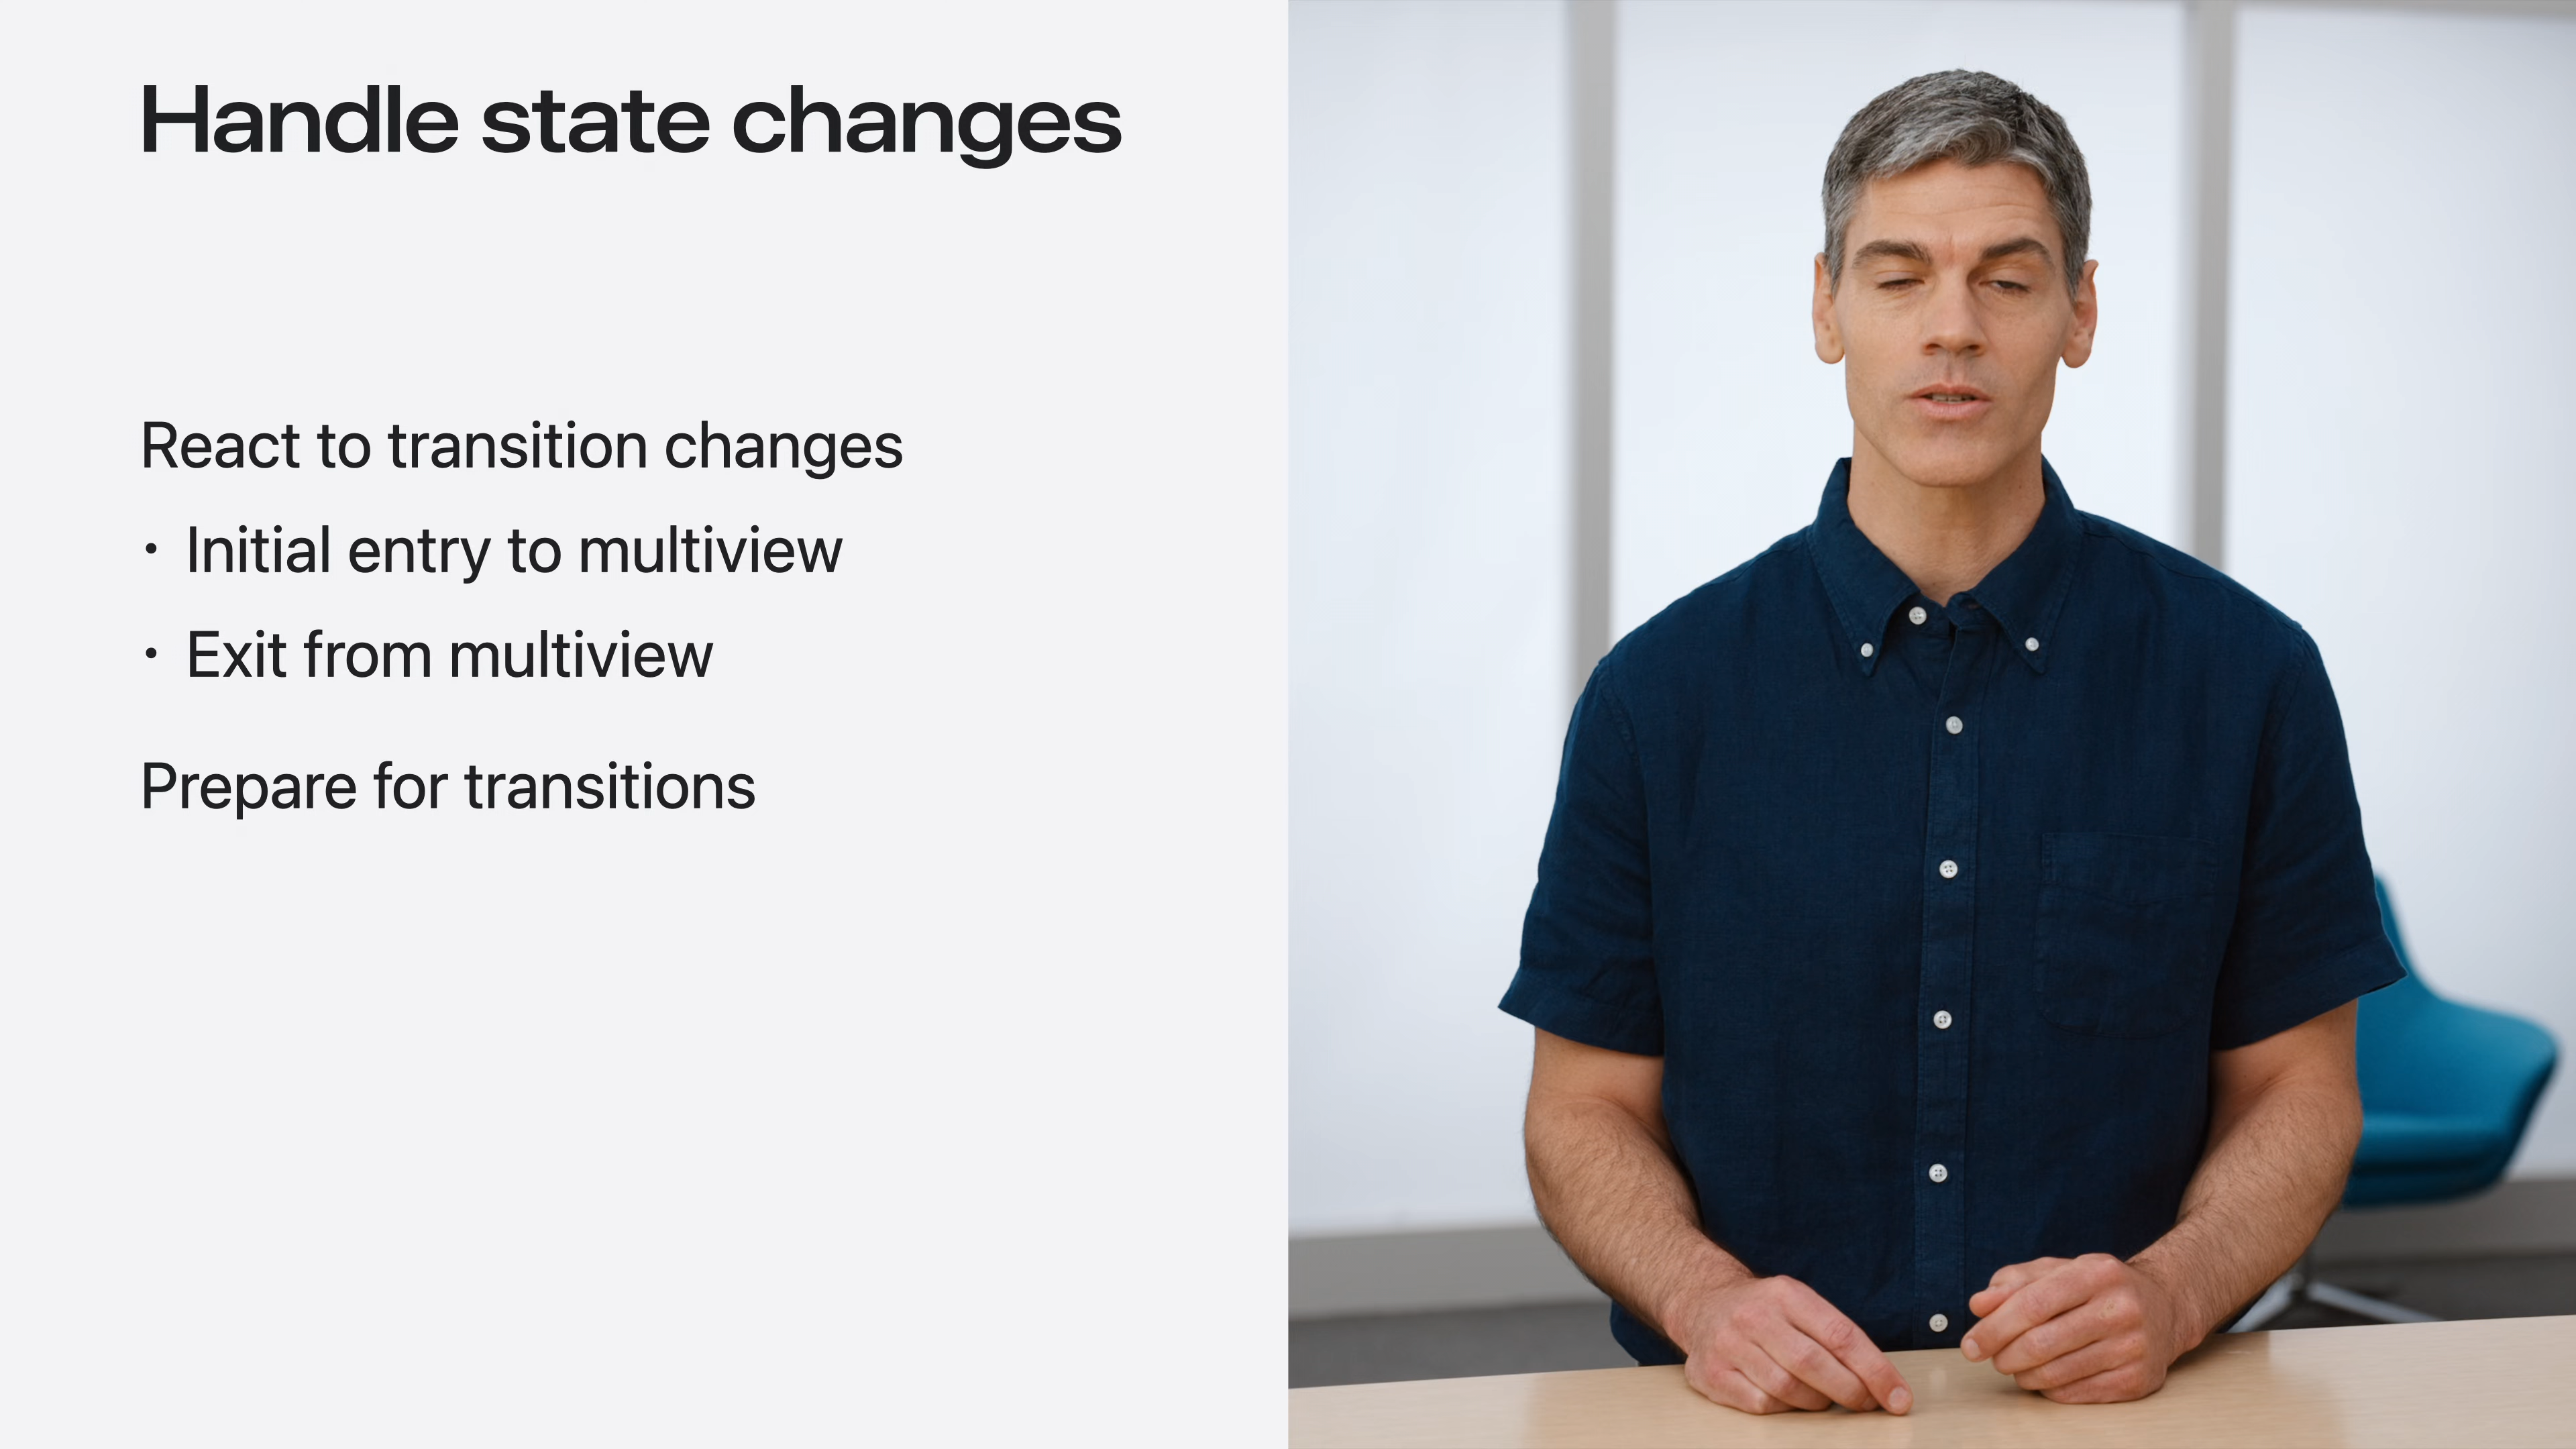 Handle state changes
React to transition changes
• Initial entry to multiview
• Exit from multiview
Prepare for transitions